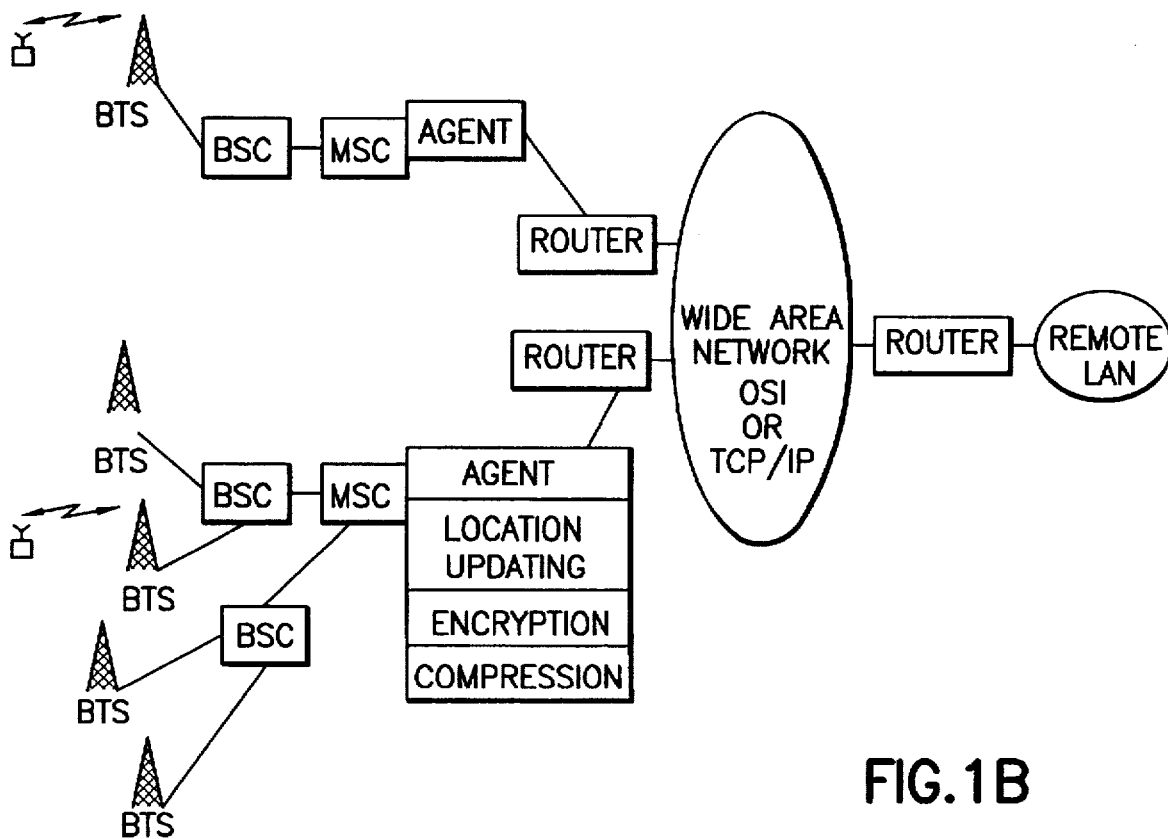 BTS
BSC
MSC
AGENT
ROUTER
WIDE AREA
NETWORK
OSI
OR
TCP/IP
ROUTER
REMOTE
LAN
ROUTER
BTS
BSC
MSC
AGENT
LOCATION
UPDATING
ENCRYPTION
COMPRESSION
BTS
BSC
BTS
BTS
FIG.1B